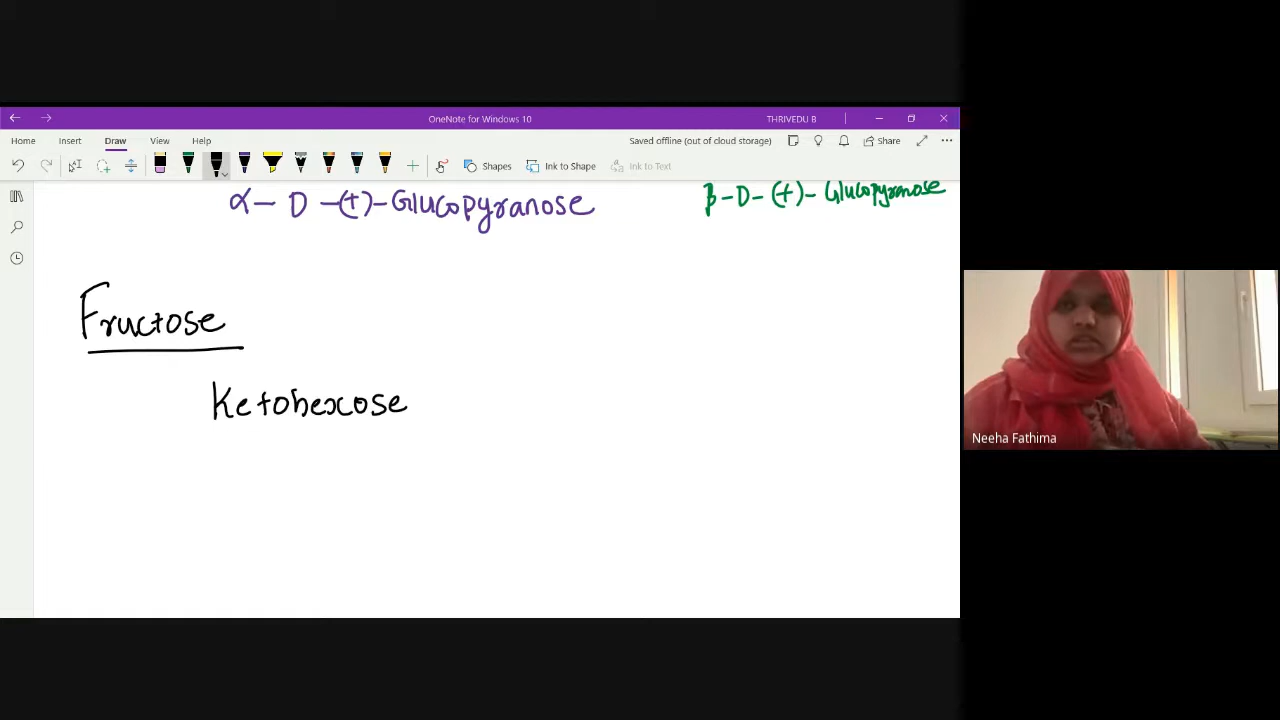 OneNote for Windows 10
THRIVEDU B
Home Insert Draw View Help
Saved offline (out of cloud storage)
Share
Shapes
Ink to Shape
Ink to Text
α - D - (+) - Glucopyranose
β - D - (+) - Glucopyranose
Fructose
Ketohexose
Neeha Fathima